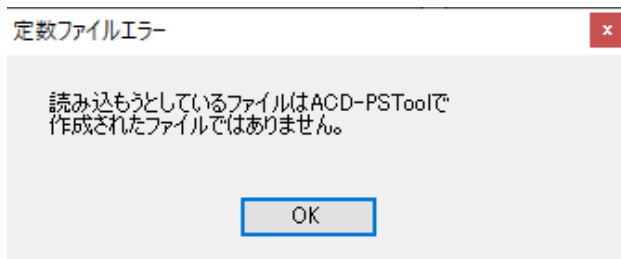 定数ファイルエラー
x
読み込もうとしているファイルはACD-PSToolで
作成されたファイルではありません。
OK